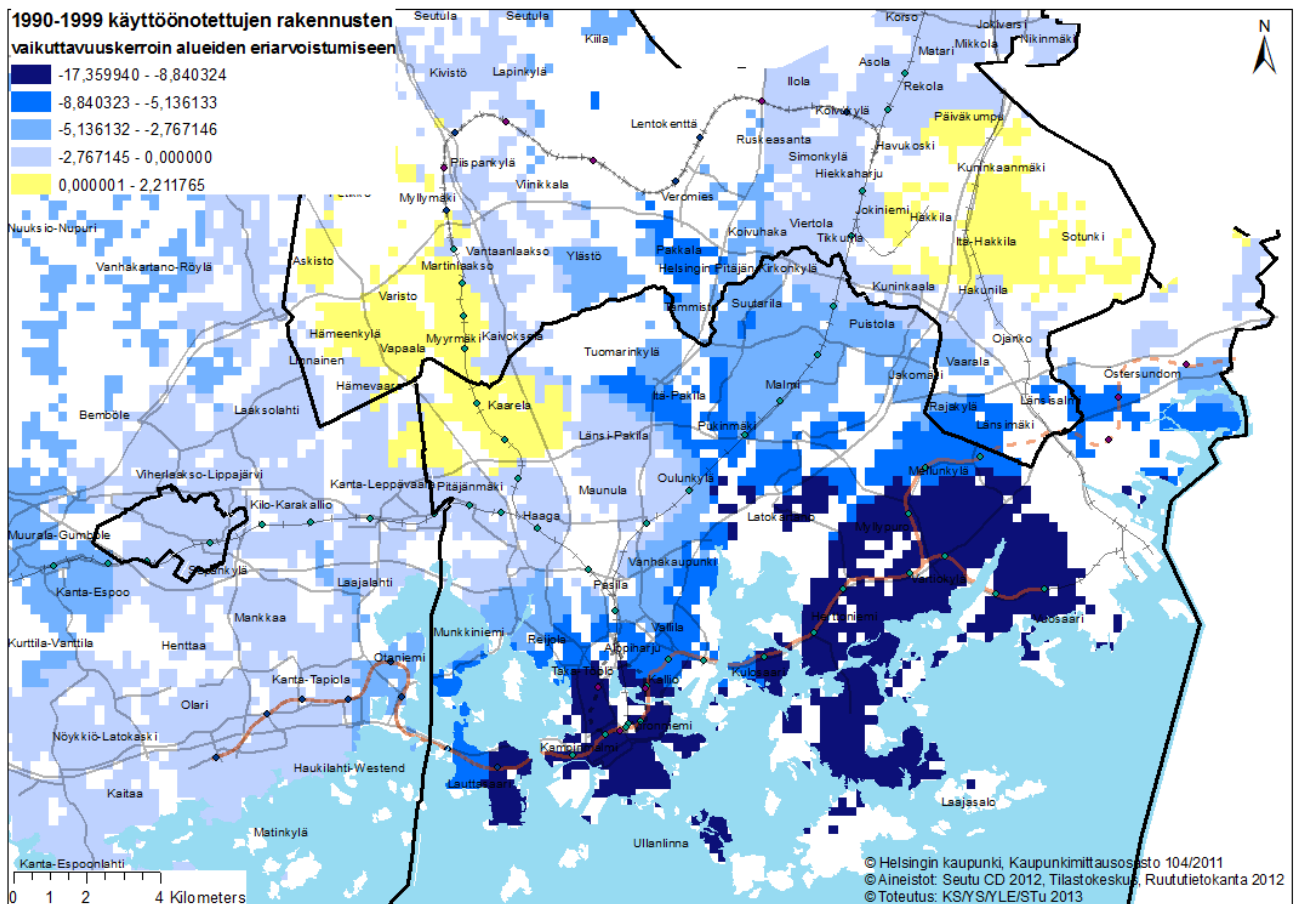 1990-1999 käyttöönotettujen rakennusten
vaikuttavuuskerroin alueiden eriarvoistumiseen
-17,359940 - -8,840324
-8,840323 - -5,136133
-5,136132 - -2,767146
-2,767145 - 0,000000
0,000001 - 2,211765
N
Seutula
Seutula
Kiila
Korso
Jokivarsi
Matari
Mikkola
Nikinmäki
Kivistö
Lapinkylä
Asola
Ilola
Rekola
Koivukylä
Lentokenttä
Päiväkumpu
Ruskeasanta
Havukoski
Piispankylä
Simonkylä
Kuninkaanmäki
Viinikkala
Hiekkaharju
Myllymäki
Veromies
Jokiniemi
Hakkila
Nuuksio-Nupuri
Koivuhaka
Viertola
Tikkurila
Itä-Hakkila
Sotunki
Vantaanlaakso
Ylästö
Pakkala
Askisto
Vanhakartano-Röylä
Martinlaakso
Helsingin Pitäjän Kirkonkylä
Kuninkaala
Hakunila
Varisto
Tammisto
Suutarila
Puistola
Hämeenkylä
Myyrmäki
Kaivoksela
Ojanko
Vapaala
Tuomarinkylä
Vaarala
Linnainen
Östersundom
Hämevaara
Malmi
Jakomäki
Itä-Pakila
Länsisalmi
Bemböle
Laaksolahti
Kaarela
Rajakylä
Länsimäki
Länsi-Pakila
Pukinmäki
Viherlaakso-Lippajärvi
Mellunkylä
Kanta-Leppävaara
Pitäjänmäki
Maunula
Oulunkylä
Kilo-Karakallio
Haaga
Latokartano
Myllypuro
Muurala-Gumböle
Sepänkylä
Vanhakaupunki
Laajalahti
Pasila
Vartiokylä
Kanta-Espoo
Mankkaa
Herttoniemi
Vuosaari
Munkkiniemi
Vallila
Kurttila-Vanttila
Henttaa
Reijola
Alppiharju
Otaniemi
Taka-Töölö
Kulosaari
Kanta-Tapiola
Kallio
Olari
Nöykkiö-Latokaski
Kampinmalmi
Haukilahti-Westend
Lauttasaari
Kaitaa
Laajasalo
Matinkylä
Ullanlinna
Kanta-Espoonlahti
0 1 2 4 Kilometers
© Helsingin kaupunki, Kaupunkimittausosasto 104/2011
© Aineistot: Seutu CD 2012, Tilastokeskus, Ruututietokanta 2012
© Toteutus: KS/YS/YLE/STu 2013